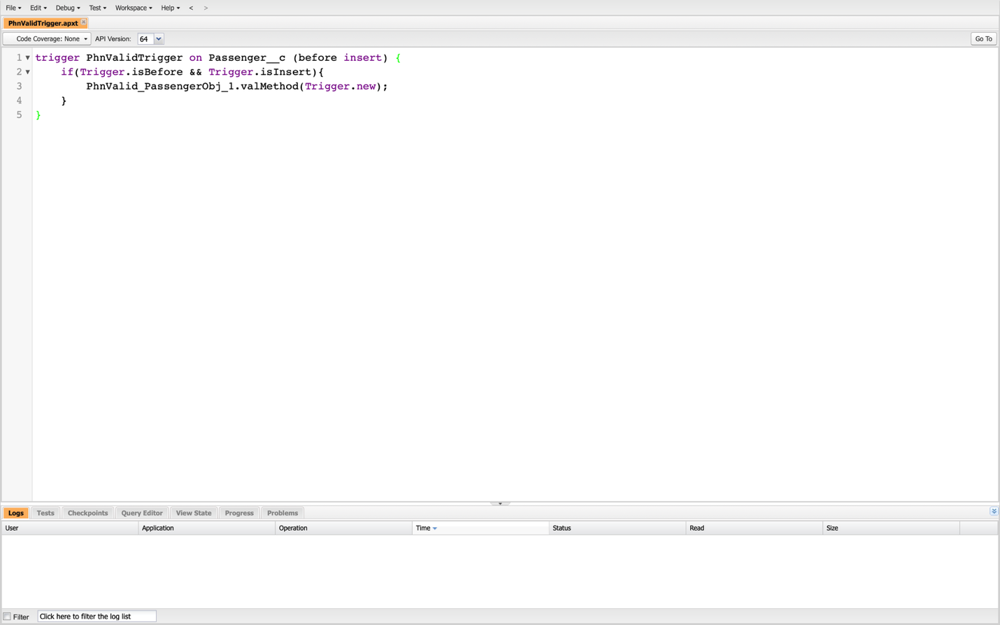 File Edit Debug Test Workspace Help < >
PhnValidTrigger.apxt
Code Coverage: None API Version: 64 Go To
1 trigger PhnValidTrigger on Passenger__c (before insert) {
2 if(Trigger.isBefore && Trigger.isInsert){
3 PhnValid_PassengerObj_1.valMethod(Trigger.new);
4 }
5 }
Logs Tests Checkpoints Query Editor View State Progress Problems
User Application Operation Time Status Read Size
Filter Click here to filter the log list